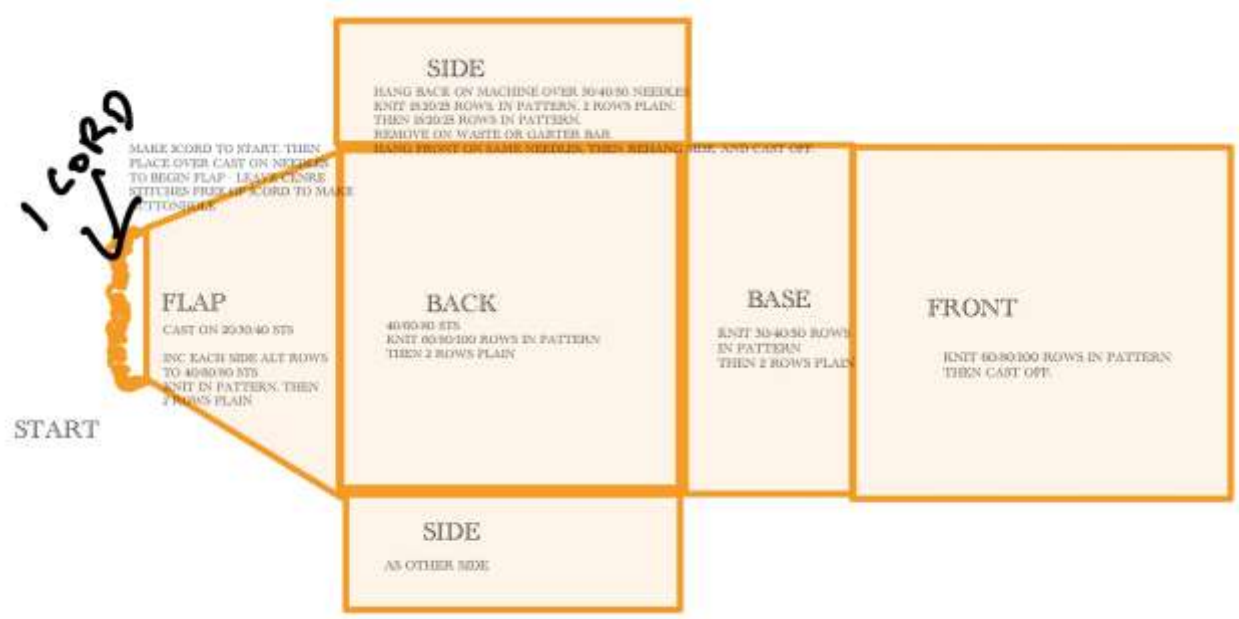 SIDE
HANG BACK ON MACHINE OVER 30/40/50 NEEDLES
KNIT 18/20/25 ROWS. IN PATTERN. 2 ROWS PLAIN.
THEN 18/20/25 ROWS IN PATTERN.
REMOVE ON WASTE OR GARTER BAR
HANG FRONT ON SAME NEEDLES, THEN REHANG SIDE, AND CAST OFF.
I CORD
MAKE ICORD TO START. THEN
PLACE OVER CAST ON NEEDLES
TO BEGIN FLAP - LEAVE CENRE
STITCHES FREE OF ICORD TO MAKE
BUTTONHOLE
FLAP
CAST ON 20/30/40 STS
INC EACH SIDE ALT ROWS
TO 40/60/80 STS
KNIT IN PATTERN. THEN
2 ROWS PLAIN
START
BACK
40/60/80 STS
KNIT 60/80/100 ROWS IN PATTERN
THEN 2 ROWS PLAIN
BASE
KNIT 30/40/50 ROWS
IN PATTERN
THEN 2 ROWS PLAIN
FRONT
KNIT 60/80/100 ROWS IN PATTERN
THEN CAST OFF.
SIDE
AS OTHER SIDE